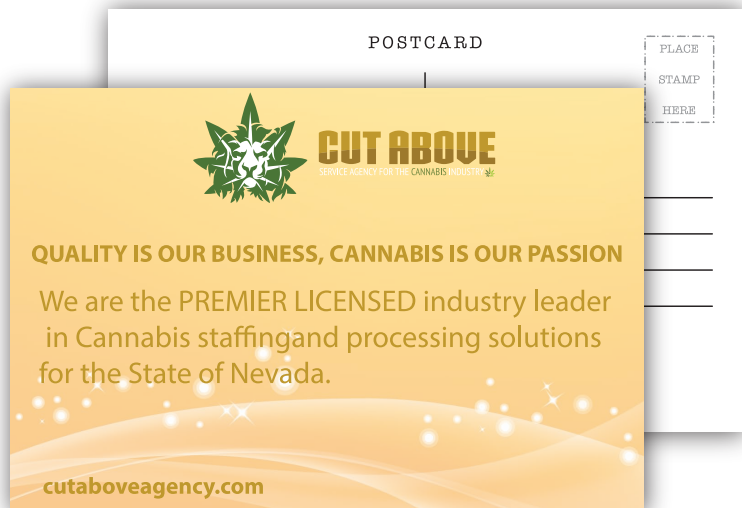 POSTCARD
PLACE
STAMP
HERE
CUT ABOVE
SERVICE AGENCY FOR THE CANNABIS INDUSTRY
QUALITY IS OUR BUSINESS, CANNABIS IS OUR PASSION
We are the PREMIER LICENSED industry leader
in Cannabis staffingand processing solutions
for the State of Nevada.
cutaboveagency.com